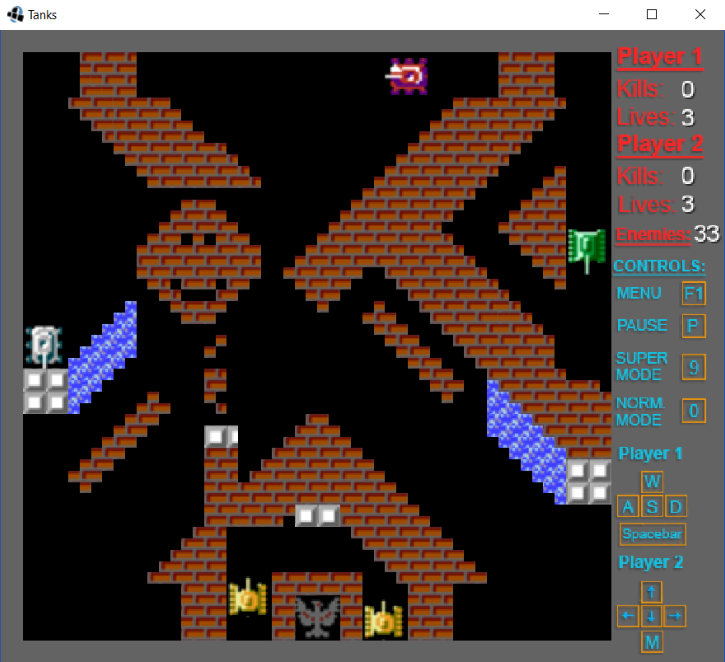 Tanks
Player 1
Kills: 0
Lives: 3
Player 2
Kills: 0
Lives: 3
Enemies: 33
CONTROLS:
MENU F1
PAUSE P
SUPER
MODE 9
NORM.
MODE 0
Player 1
W
A S D
Spacebar
Player 2
↑
← ↓ →
M